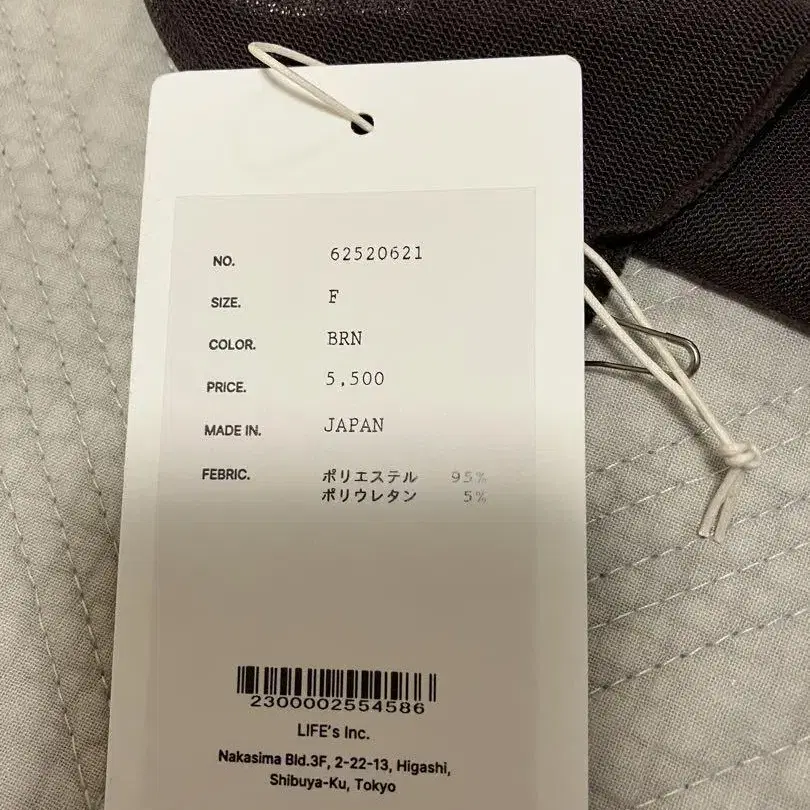 NO. 62520621
SIZE. F
COLOR. BRN
PRICE. 5,500
MADE IN. JAPAN
FEBRIC. ポリエステル 95%
ポリウレタン 5%
2300002554586
LIFE's Inc.
Nakasima Bld.3F, 2-22-13, Higashi,
Shibuya-Ku, Tokyo